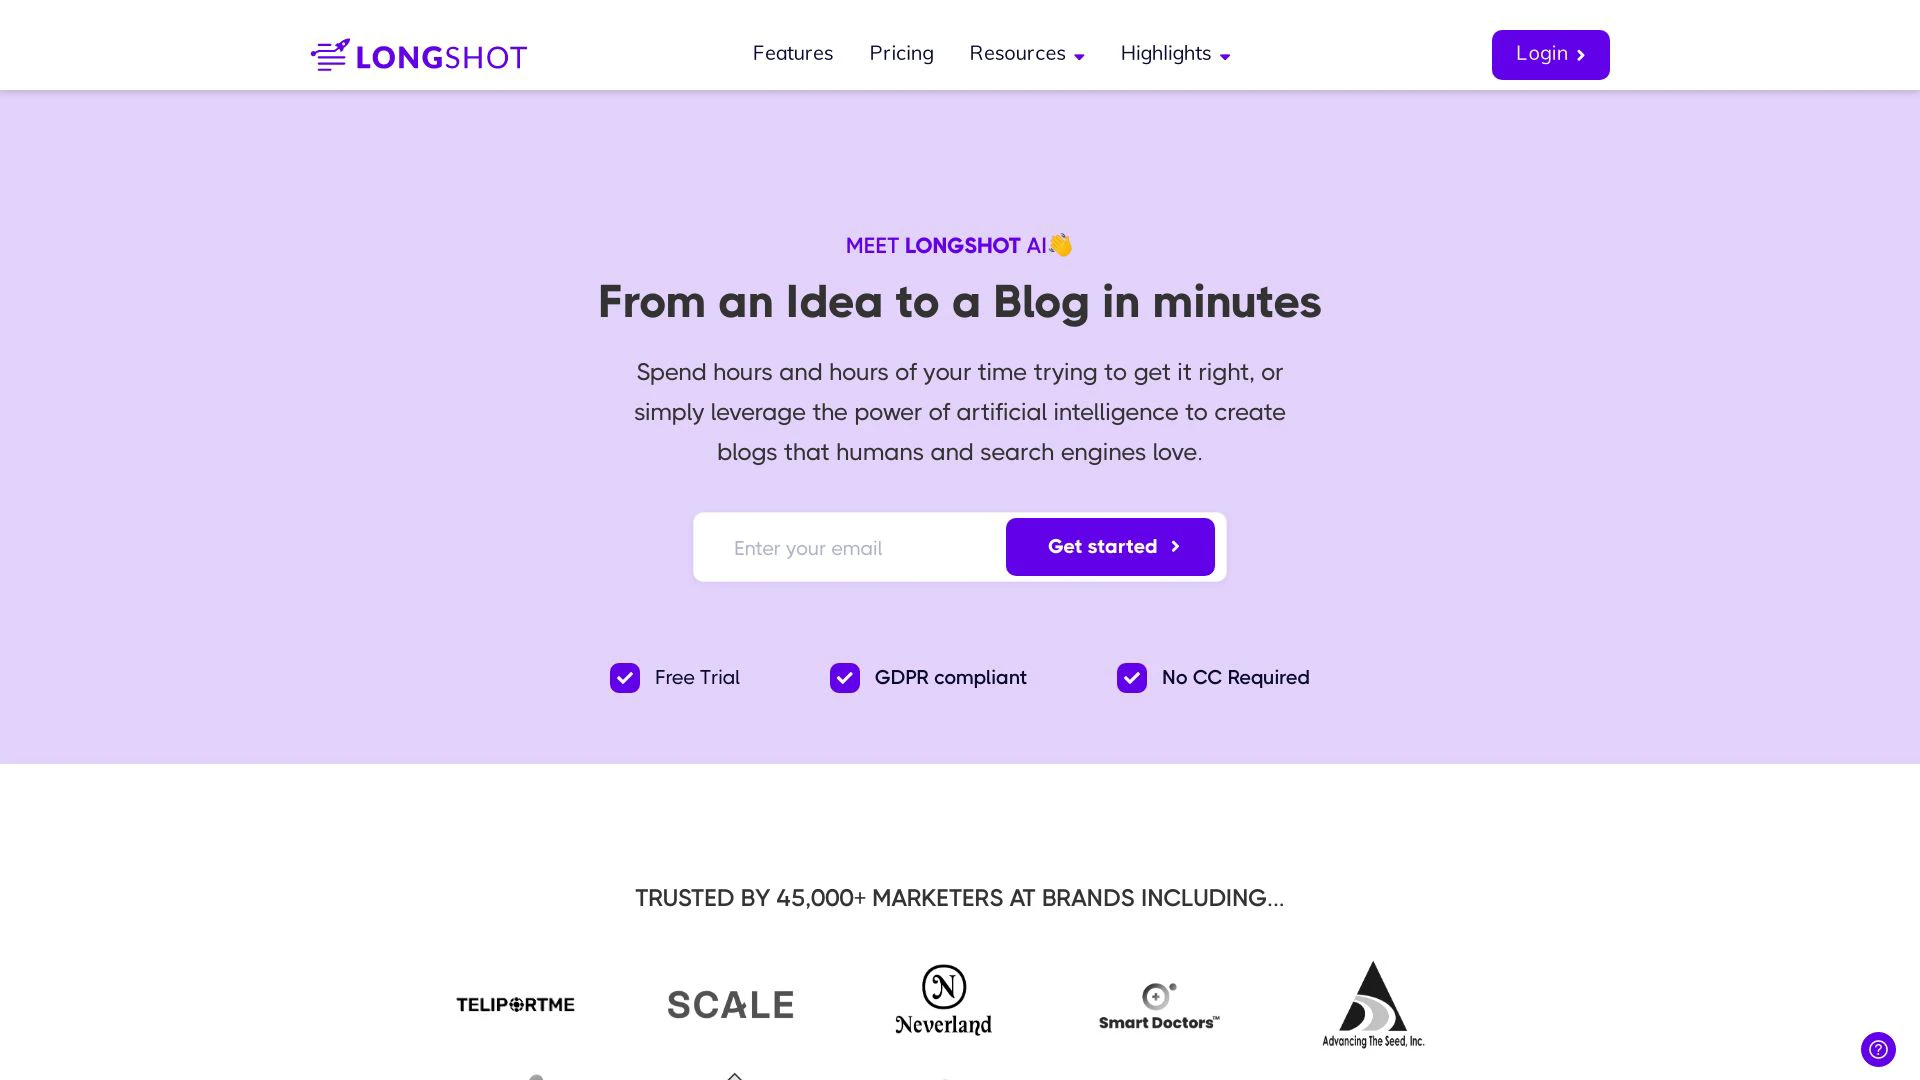 LONGSHOT
Features
Pricing
Resources
Highlights
Login
MEET LONGSHOT AI👋
From an Idea to a Blog in minutes
Spend hours and hours of your time trying to get it right, or
simply leverage the power of artificial intelligence to create
blogs that humans and search engines love.
Enter your email
Get started
Free Trial
GDPR compliant
No CC Required
TRUSTED BY 45,000+ MARKETERS AT BRANDS INCLUDING...
TELIPORTME
SCALE
N
Neverland
Smart Doctors™
Advancing The Seed, Inc.